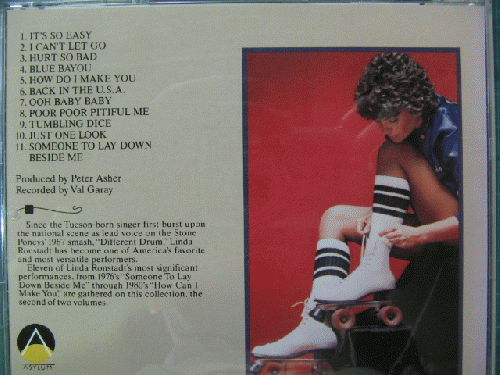 1. IT'S SO EASY
2. I CAN'T LET GO
3. HURT SO BAD
4. BLUE BAYOU
5. HOW DO I MAKE YOU
6. BACK IN THE U.S.A.
7. OOH BABY BABY
8. POOR POOR PITIFUL ME
9. TUMBLING DICE
10. JUST ONE LOOK
11. SOMEONE TO LAY DOWN
BESIDE ME
Produced by Peter Asher
Recorded by Val Garay
Since the Tucson born singer first burst upon
the national scene as lead voice on the Stone
Poneys' 1967 smash, "Different Drum," Linda
Ronstadt has become one of America's favorite
and most versatile performers.
Eleven of Linda Ronstadt's most significant
performances, from 1976's "Someone To Lay
Down Beside Me" through 1980's "How Can I
Make You", are gathered on this collection, the
second of two volumes.
ASYLUM